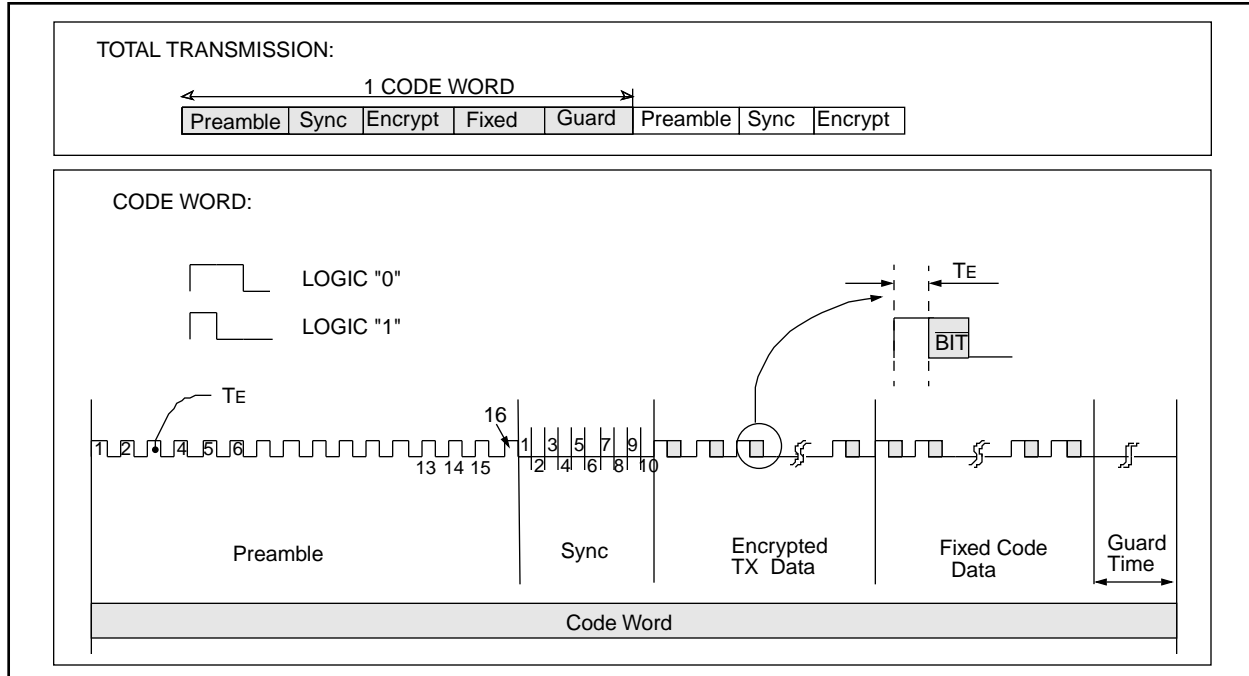 TOTAL TRANSMISSION:
1 CODE WORD
Preamble Sync Encrypt Fixed Guard Preamble Sync Encrypt
CODE WORD:
LOGIC "0"
LOGIC "1"
TE
BIT
TE
16
1 2 4 5 6
1 3 5 7 9
13 14 15
2 4 6 8 10
Preamble
Sync
Encrypted
TX Data
Fixed Code
Data
Guard
Time
Code Word